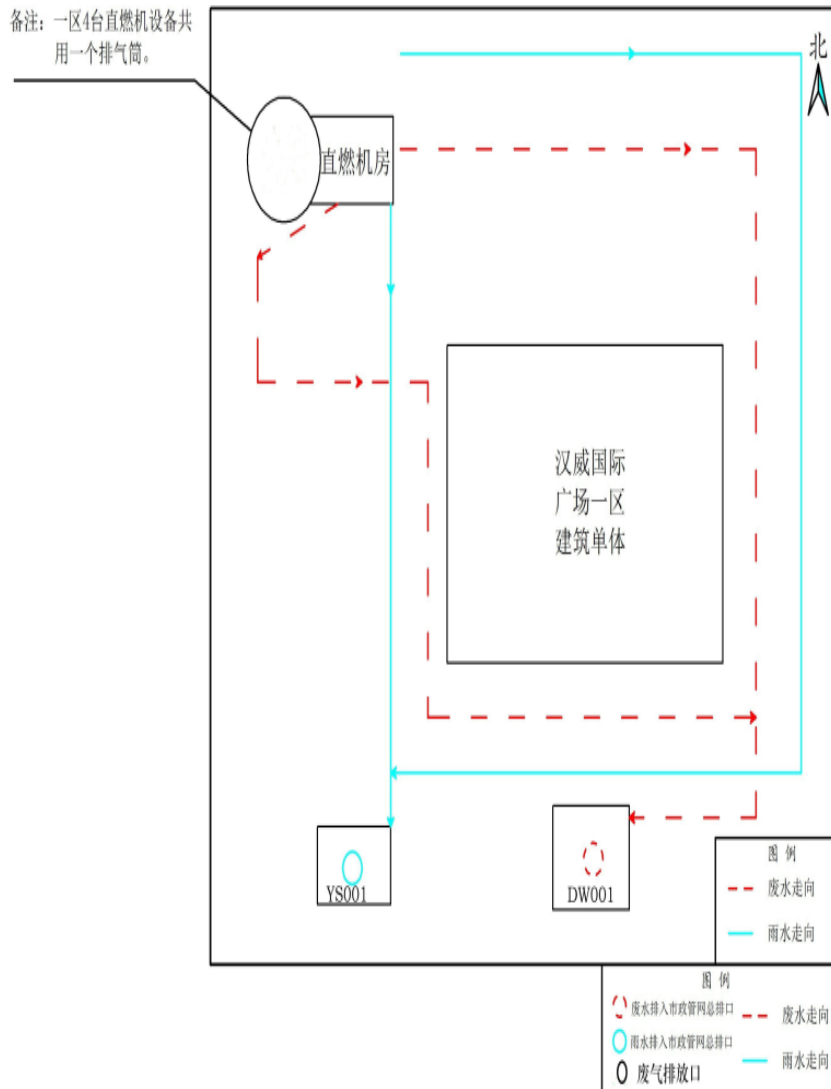 备注：一区4台直燃机设备共
用一个排气筒。
北
直燃机房
汉威国际
广场一区
建筑单体
YS001
DW001
图 例
废水走向
雨水走向
图 例
废水排入市政管网总排口
废水走向
雨水排入市政管网总排口
雨水走向
废气排放口